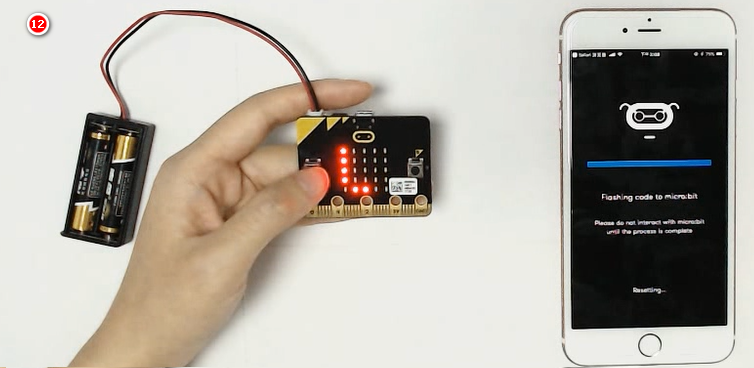 12
Flashing code to micro:bit
Please do not interact with micro:bit
until the process is complete
Resetting...